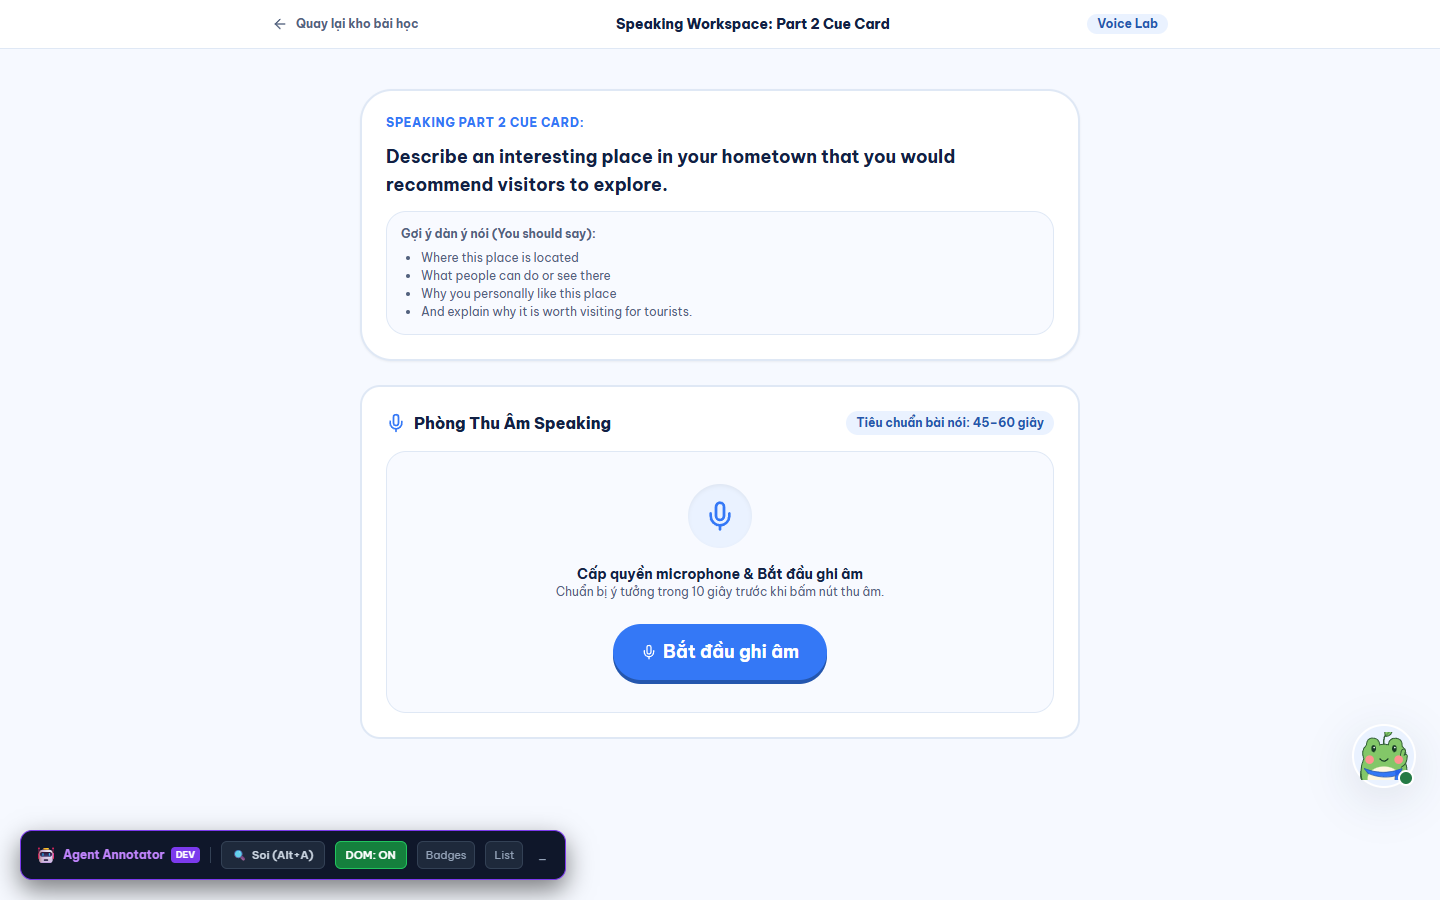 Quay lại kho bài học
Speaking Workspace: Part 2 Cue Card
Voice Lab
SPEAKING PART 2 CUE CARD:
Describe an interesting place in your hometown that you would
recommend visitors to explore.
Gợi ý dàn ý nói (You should say):
• Where this place is located
• What people can do or see there
• Why you personally like this place
• And explain why it is worth visiting for tourists.
Phòng Thu Âm Speaking
Tiêu chuẩn bài nói: 45–60 giây
Cấp quyền microphone & Bắt đầu ghi âm
Chuẩn bị ý tưởng trong 10 giây trước khi bấm nút thu âm.
Bắt đầu ghi âm
Agent Annotator DEV
Soi (Alt+A)
DOM: ON
Badges
List
_